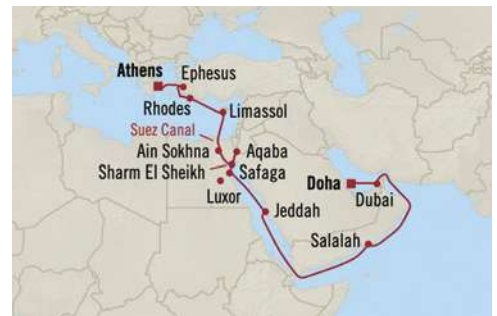 Athens
Ephesus
Rhodes
Limassol
Suez Canal
Ain Sokhna
Aqaba
Sharm El Sheikh
Safaga
Luxor
Doha
Dubai
Jeddah
Salalah